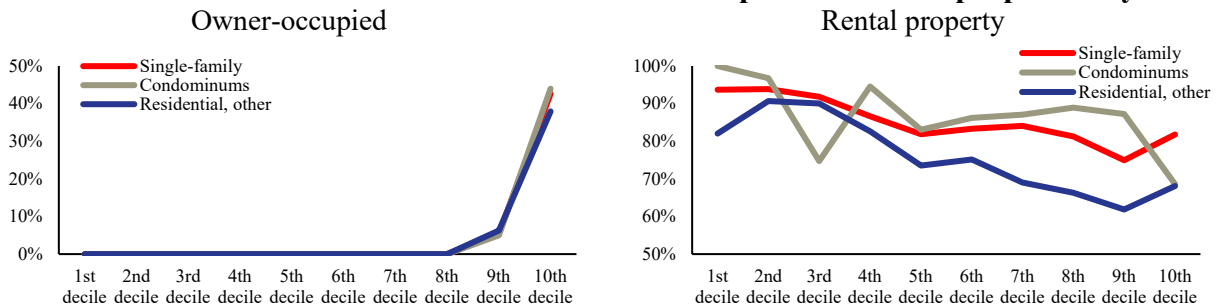 Owner-occupied
50%
40%
30%
20%
10%
0%
Single-family
Condominums
Residential, other
1st 2nd 3rd 4th 5th 6th 7th 8th 9th 10th
decile decile decile decile decile decile decile decile decile decile
Rental property
100%
90%
80%
70%
60%
50%
Single-family
Condominums
Residential, other
1st 2nd 3rd 4th 5th 6th 7th 8th 9th 10th
decile decile decile decile decile decile decile decile decile decile